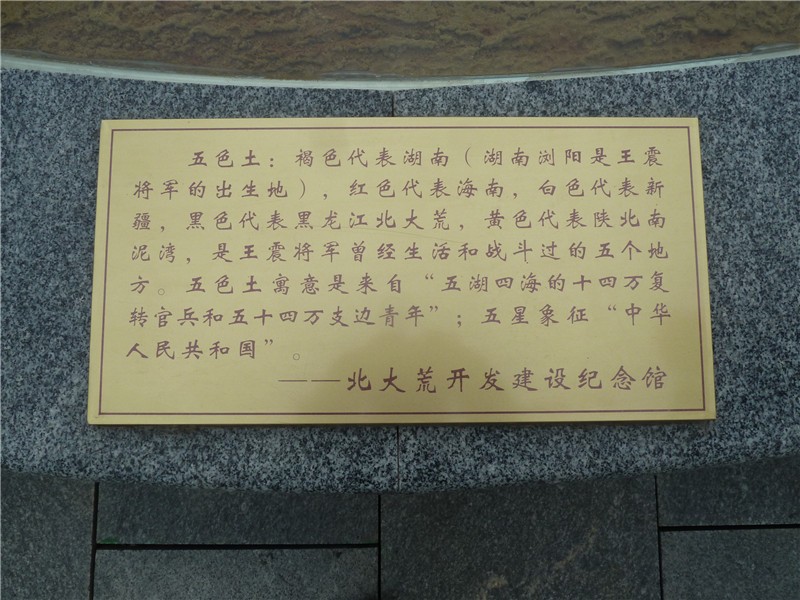 五色土：褐色代表湖南（湖南浏阳是王震
将军的出生地），红色代表海南，白色代表新
疆，黑色代表黑龙江北大荒，黄色代表陕北南
泥湾，是王震将军曾经生活和战斗过的五个地
方。五色土寓意是来自“五湖四海的十四万复
转官兵和五十四万支边青年”；五星象征“中华
人民共和国”。
——北大荒开发建设纪念馆